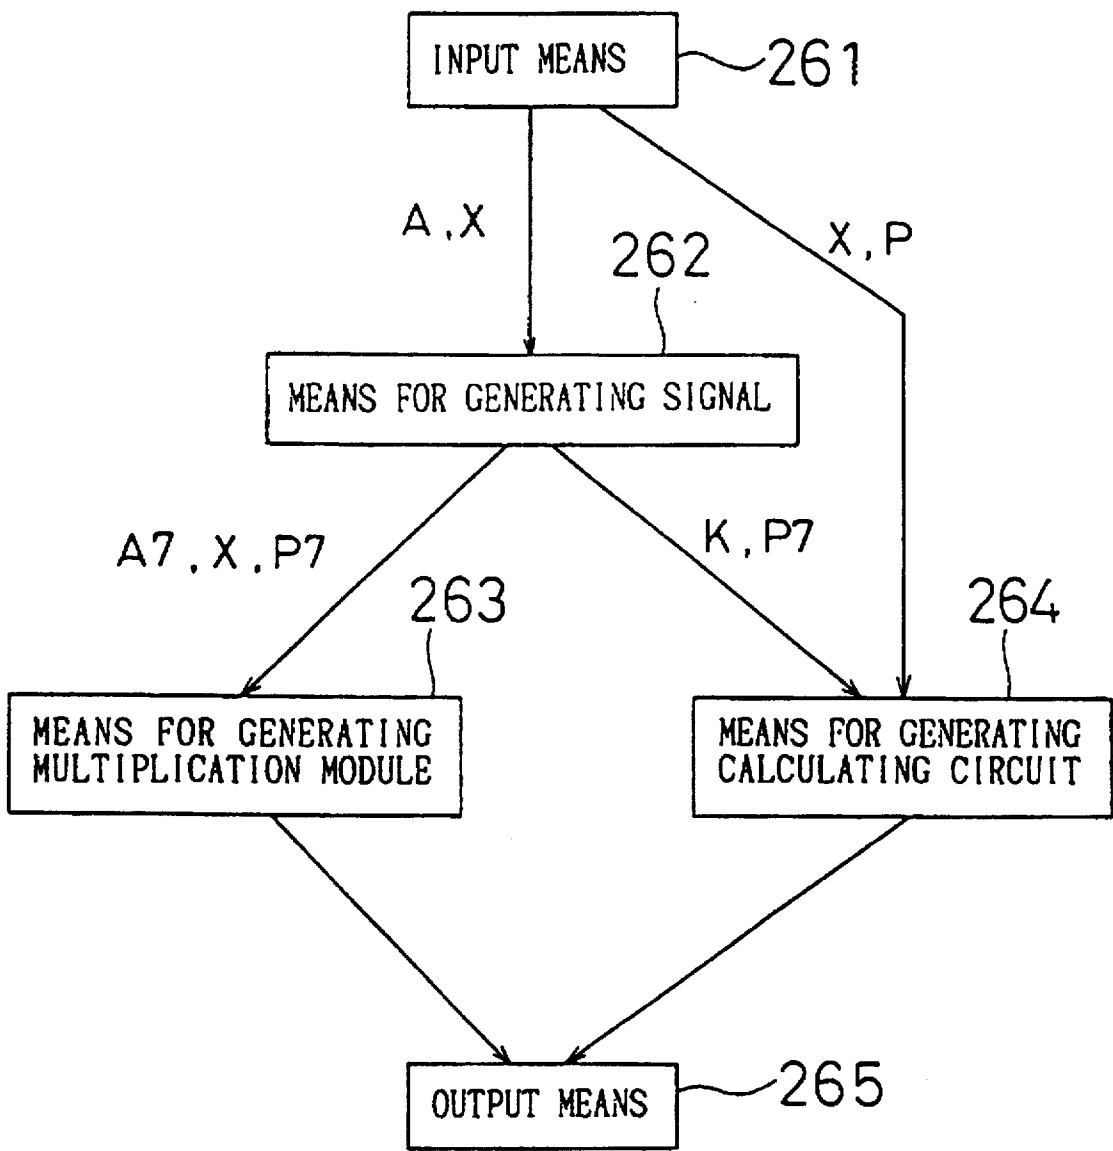 INPUT MEANS
261
A, X
X, P
262
MEANS FOR GENERATING SIGNAL
A7, X, P7
K, P7
263
264
MEANS FOR GENERATING
MULTIPLICATION MODULE
MEANS FOR GENERATING
CALCULATING CIRCUIT
OUTPUT MEANS
265